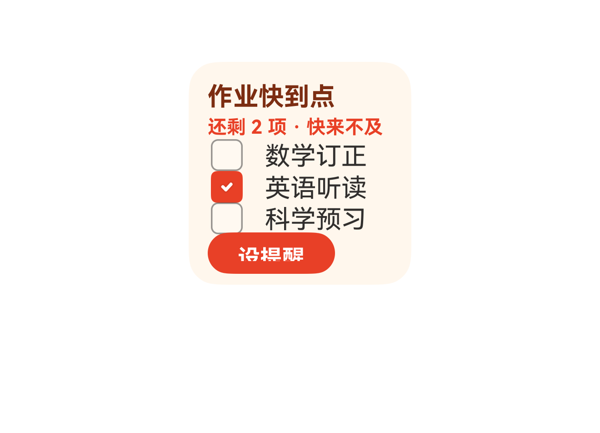 作业快到点
还剩 2 项 · 快来不及
数学订正
英语听读
科学预习
设提醒